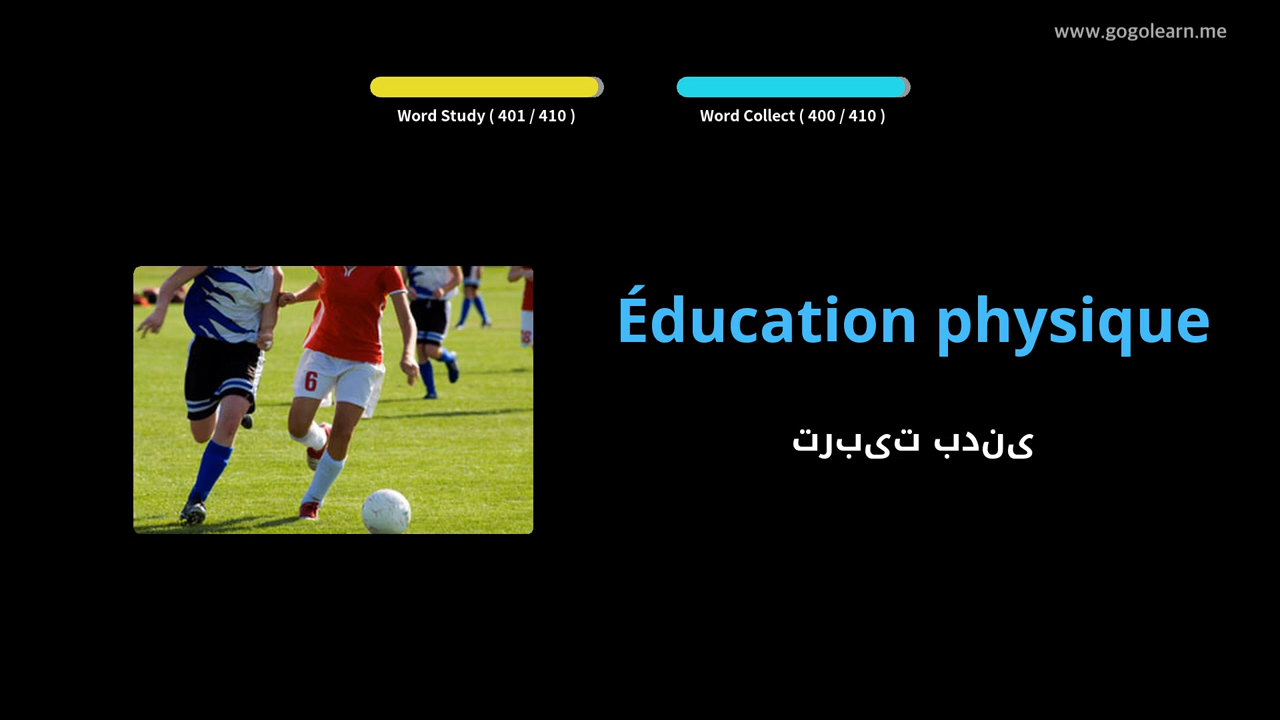 www.gogolearn.me
Word Study ( 401 / 410 )
Word Collect ( 400 / 410 )
Éducation physique
تربیت بدنی